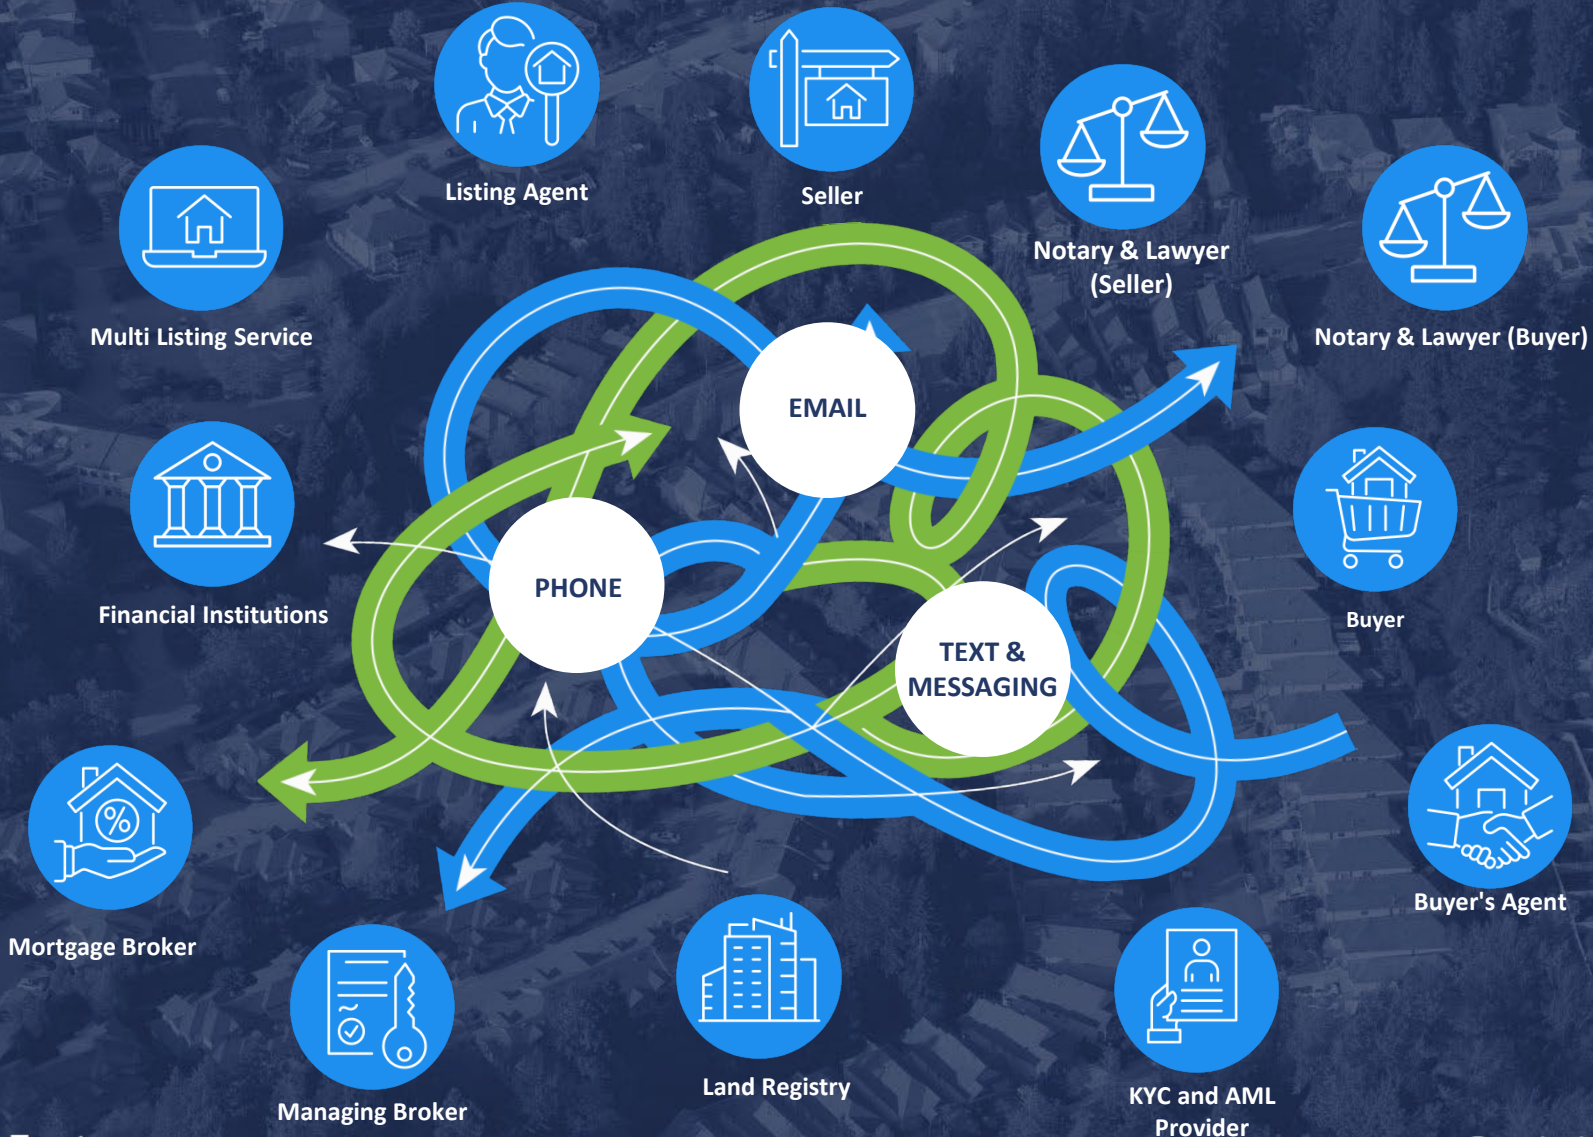 Listing Agent
Seller
Notary & Lawyer
(Seller)
Multi Listing Service
Notary & Lawyer (Buyer)
EMAIL
PHONE
Financial Institutions
Buyer
TEXT &
MESSAGING
%
Mortgage Broker
Buyer's Agent
Managing Broker
Land Registry
KYC and AML
Provider